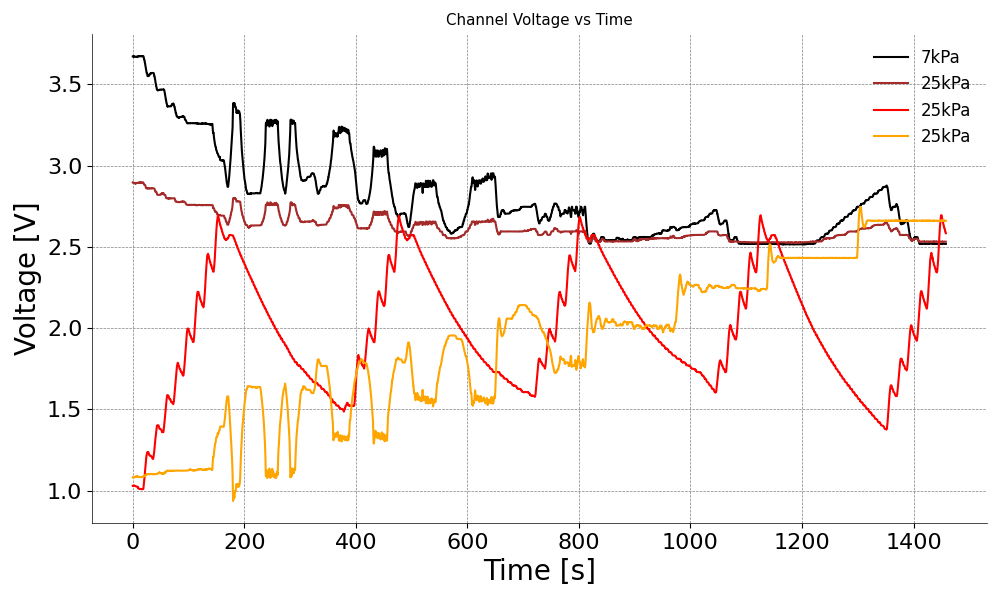 Channel Voltage vs Time
7kPa
25kPa
25kPa
25kPa
Voltage [V]
3.5
3.0
2.5
2.0
1.5
1.0
0 200 400 600 800 1000 1200 1400
Time [s]